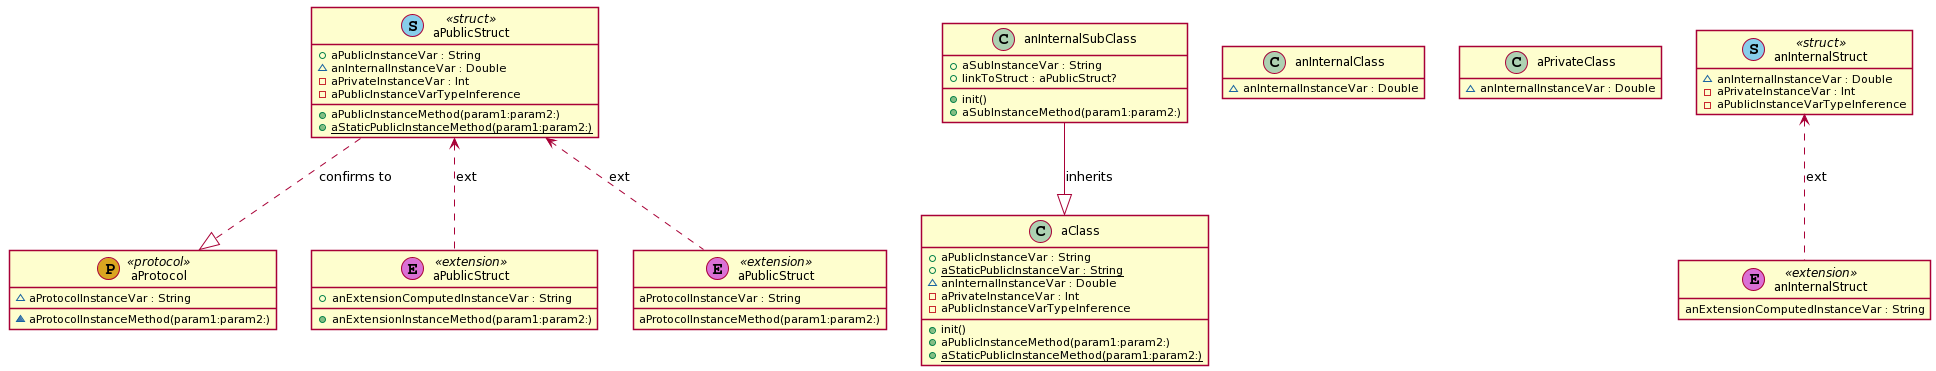 S
«struct»
aPublicStruct
aPublicInstanceVar : String
anInternalInstanceVar : Double
aPrivateInstanceVar : Int
aPublicInstanceVarTypeInference
aPublicInstanceMethod(param1:param2:)
aStaticPublicInstanceMethod(param1:param2:)
C
anInternalSubClass
aSubInstanceVar : String
linkToStruct : aPublicStruct?
init()
aSubInstanceMethod(param1:param2:)
C
anInternalClass
anInternalInstanceVar : Double
C
aPrivateClass
anInternalInstanceVar : Double
S
«struct»
anInternalStruct
anInternalInstanceVar : Double
aPrivateInstanceVar : Int
aPublicInstanceVarTypeInference
confirms to
ext
ext
inherits
ext
P
«protocol»
aProtocol
aProtocolInstanceVar : String
aProtocolInstanceMethod(param1:param2:)
E
«extension»
aPublicStruct
anExtensionComputedInstanceVar : String
anExtensionInstanceMethod(param1:param2:)
E
«extension»
aPublicStruct
aProtocolInstanceVar : String
aProtocolInstanceMethod(param1:param2:)
C
aClass
aPublicInstanceVar : String
aStaticPublicInstanceVar : String
anInternalInstanceVar : Double
aPrivateInstanceVar : Int
aPublicInstanceVarTypeInference
init()
aPublicInstanceMethod(param1:param2:)
aStaticPublicInstanceMethod(param1:param2:)
E
«extension»
anInternalStruct
anExtensionComputedInstanceVar : String